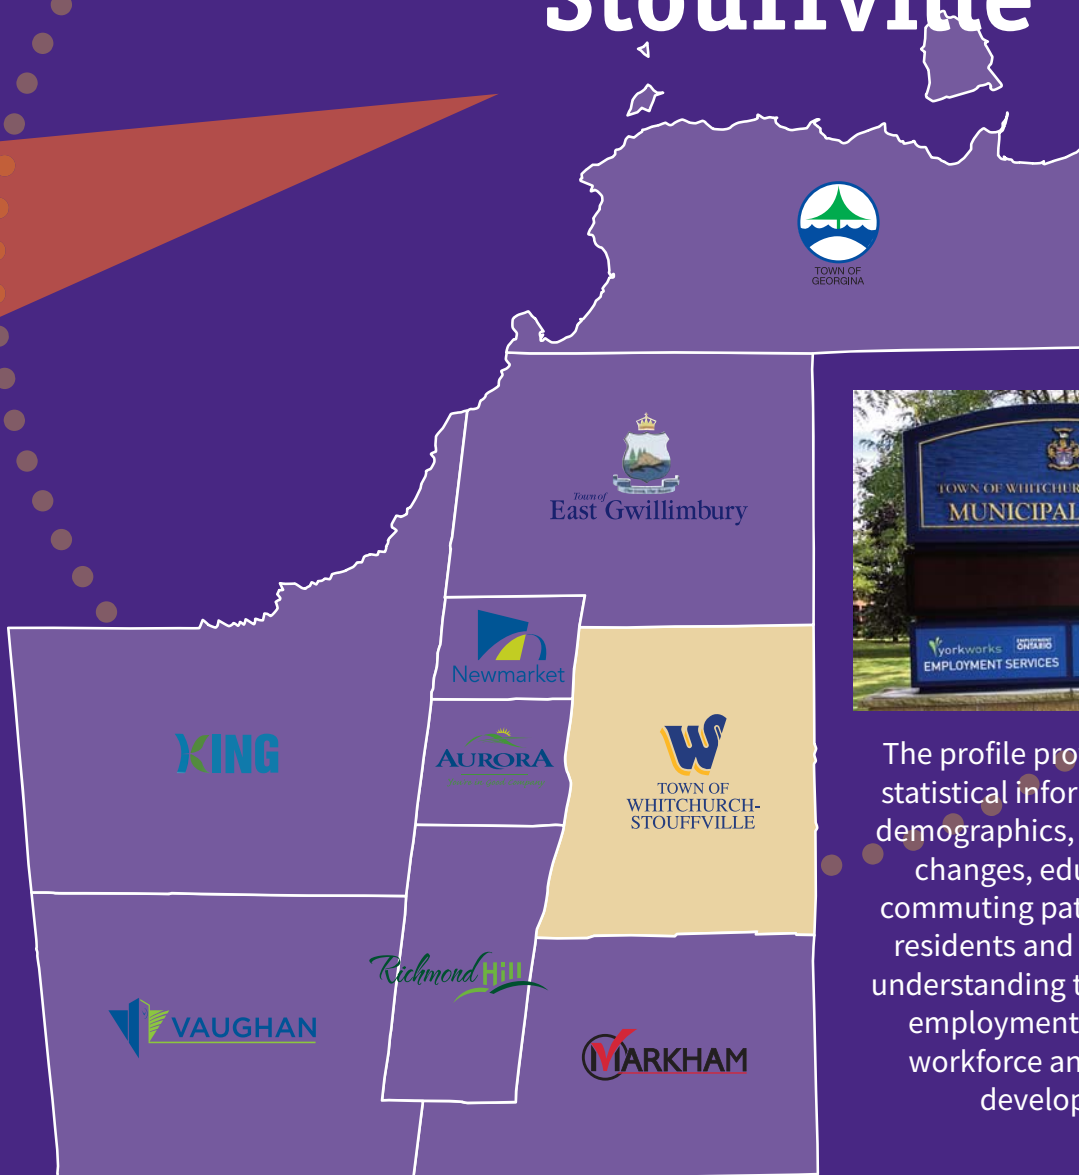 Stouffville
TOWN OF
GEORGINA
Town of
East Gwillimbury
TOWN OF WHITCHUR
MUNICIPAL
yorkworks
EMPLOYMENT
ONTARIO
EMPLOYMENT SERVICES
Newmarket
KING
AURORA
TOWN OF
WHITCHURCH-
STOUFFVILLE
The profile pro
statistical infor
demographics,
changes, edu
commuting pat
residents and
understanding t
employment
workforce an
develop
Richmond Hill
VAUGHAN
MARKHAM